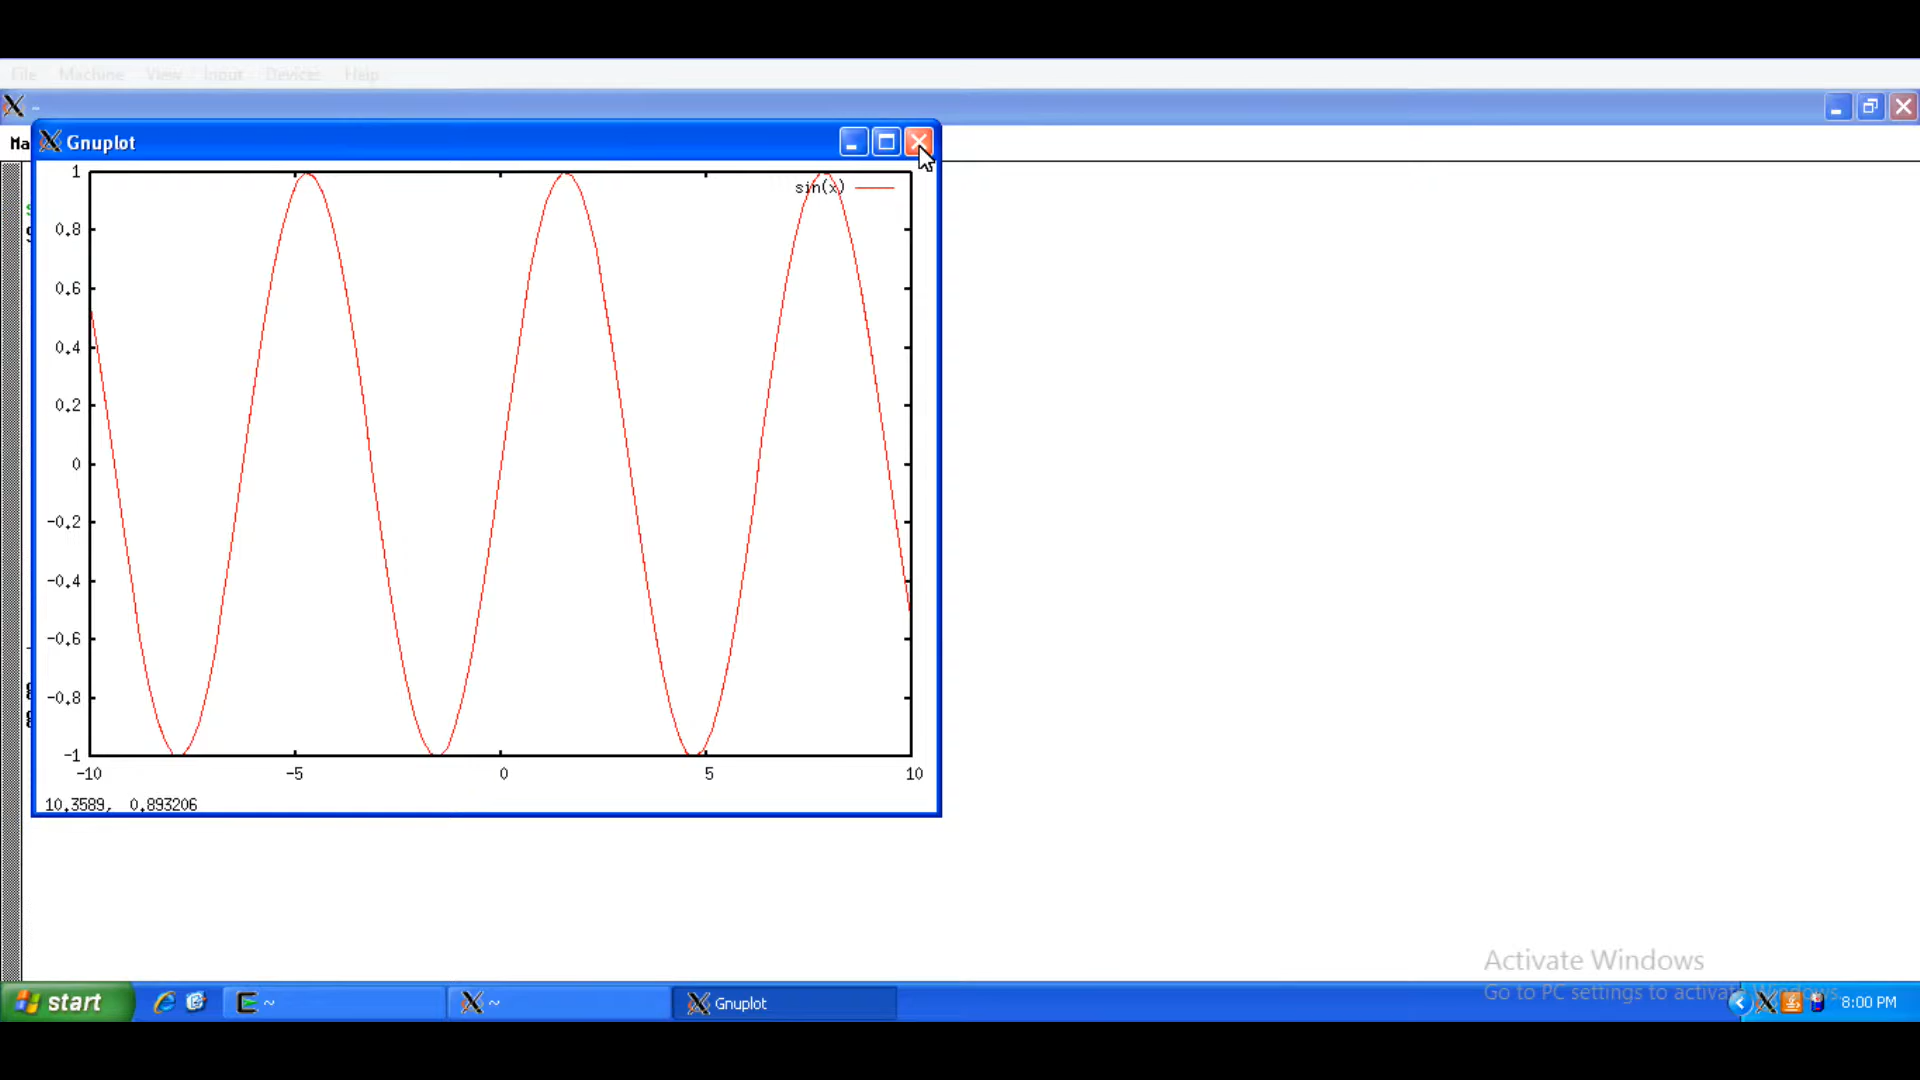 File Machine View Input Devices Help
Ma
Gnuplot
sin(x)
1
0.8
0.6
0.4
0.2
0
-0.2
-0.4
-0.6
-0.8
-1
-10 -5 0 5 10
10.3589, 0.893206
Activate Windows
Go to PC settings to activate Windows.
start ~ ~ Gnuplot 8:00 PM